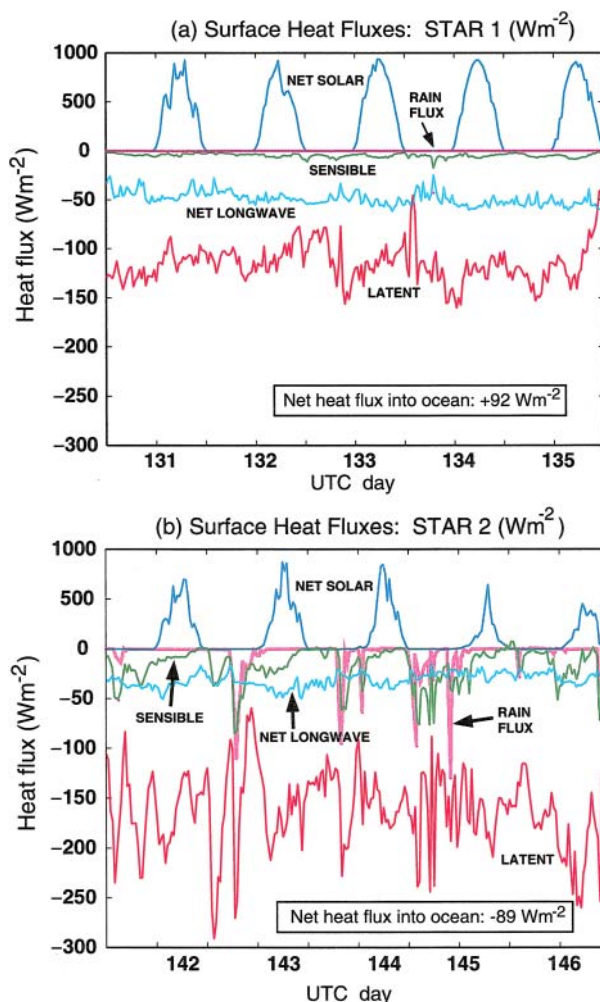 (a) Surface Heat Fluxes: STAR 1 (Wm-2)
1000
NET SOLAR
RAIN
FLUX
500
0
SENSIBLE
-50
NET LONGWAVE
-100
-150
LATENT
-200
-250
Net heat flux into ocean: +92 Wm-2
-300
Heat flux (Wm-2)
131 132 133 134 135
UTC day
(b) Surface Heat Fluxes: STAR 2 (Wm-2)
1000
NET SOLAR
500
0
-50
SENSIBLE
NET LONGWAVE
RAIN
FLUX
-100
-150
-200
LATENT
-250
Net heat flux into ocean: -89 Wm-2
-300
Heat flux (Wm-2)
142 143 144 145 146
UTC day